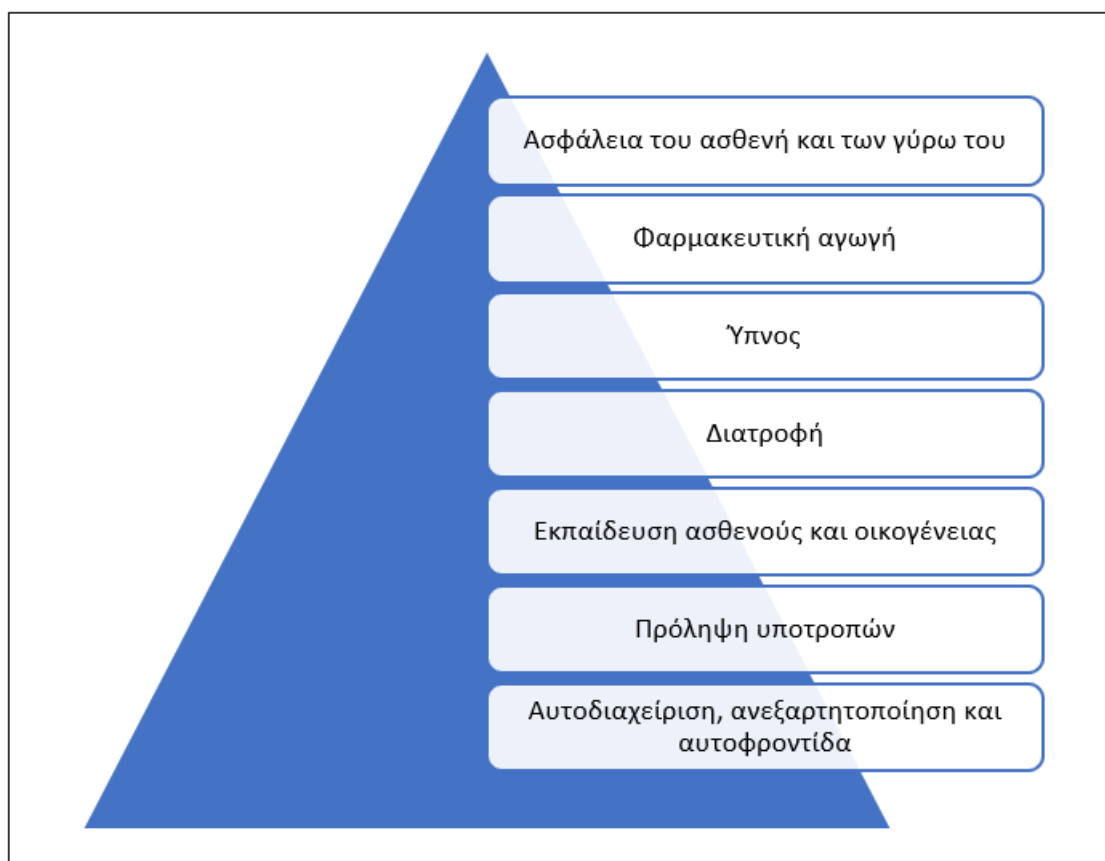 Ασφάλεια του ασθενή και των γύρω του
Φαρμακευτική αγωγή
Ύπνος
Διατροφή
Εκπαίδευση ασθενούς και οικογένειας
Πρόληψη υποτροπών
Αυτοδιαχείριση, ανεξαρτητοποίηση και
αυτοφροντίδα